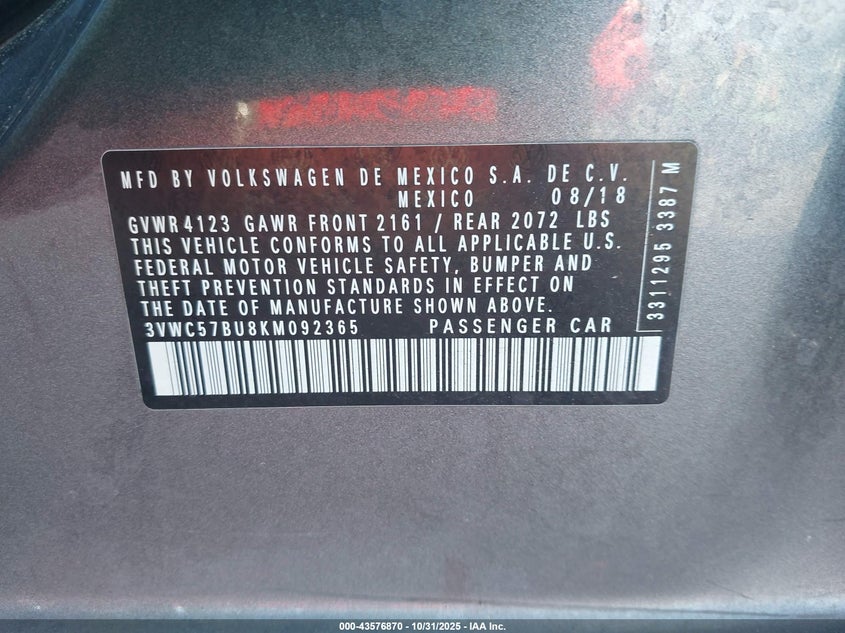 MFD BY VOLKSWAGEN DE MEXICO S.A. DE C.V.
MEXICO 08/18
GVWR 4123 GAWR FRONT 2161 / REAR 2072 LBS
THIS VEHICLE CONFORMS TO ALL APPLICABLE U.S.
FEDERAL MOTOR VEHICLE SAFETY, BUMPER AND
THEFT PREVENTION STANDARDS IN EFFECT ON
THE DATE OF MANUFACTURE SHOWN ABOVE.
3VWC57BU8KM092365 PASSENGER CAR
3311295 3387 M
000-43576870 | 10/31/2025 - IAA Inc.